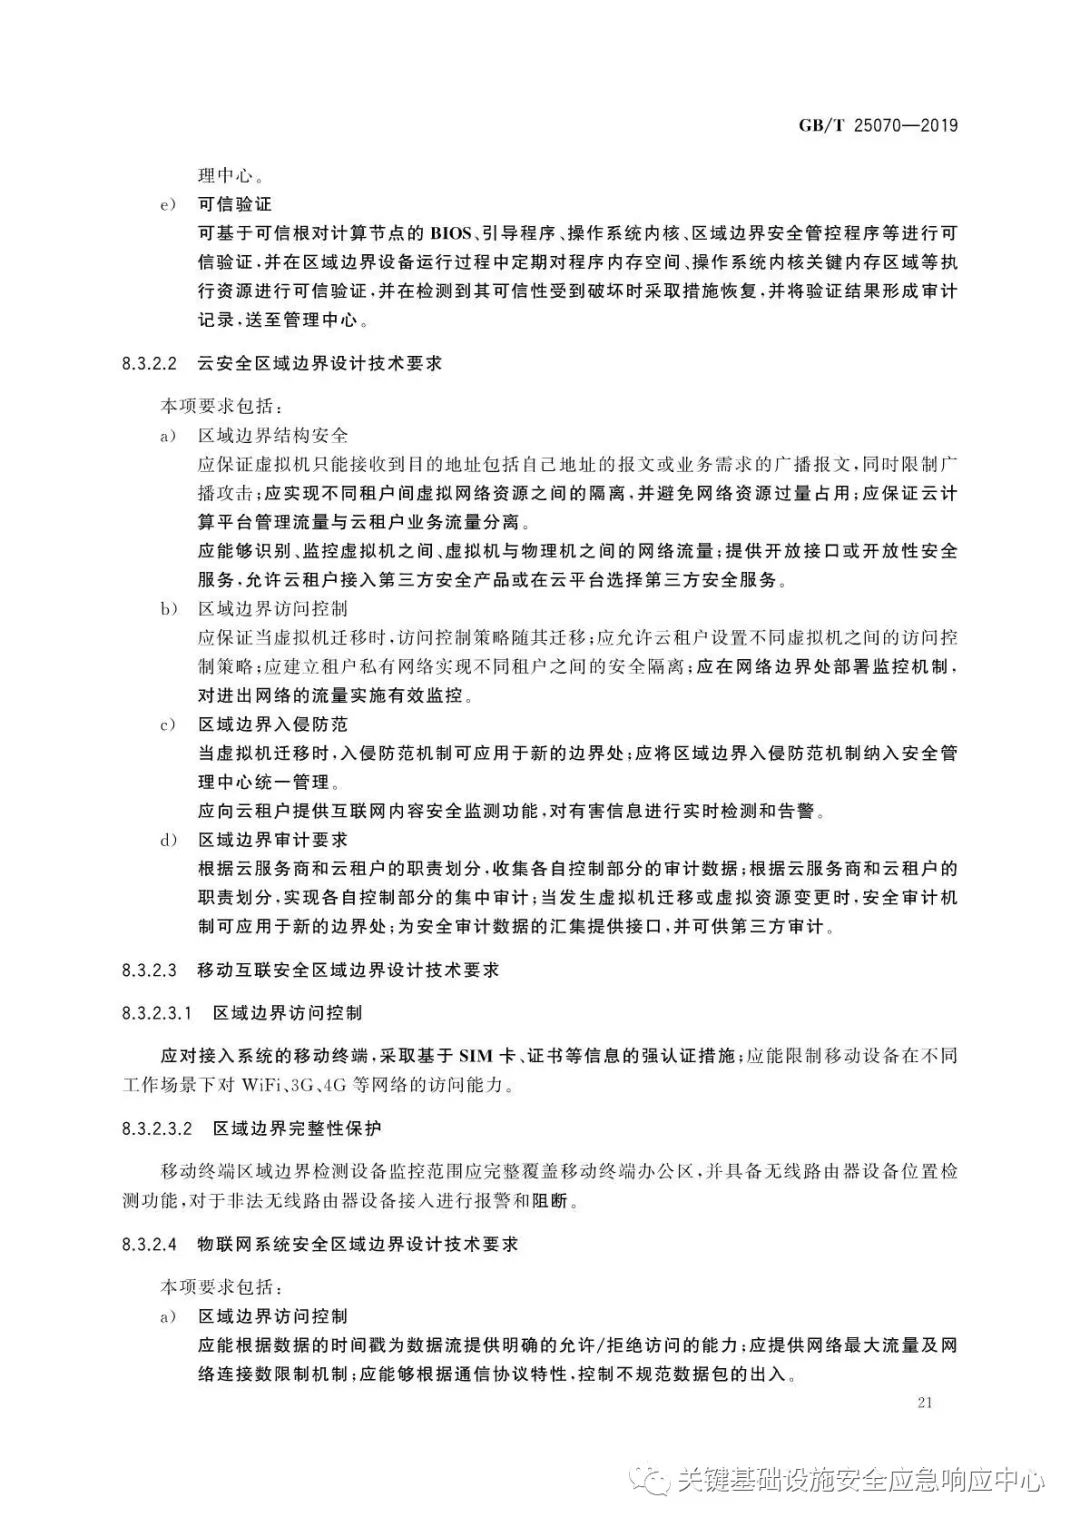 GB/T 25070—2019
理中心。
e) 可信验证
可基于可信根对计算节点的 BIOS、引导程序、操作系统内核、区域边界安全管控程序等进行可
信验证,并在区域边界设备运行过程中定期对程序内存空间、操作系统内核关键内存区域等执
行资源进行可信验证,并在检测到其可信性受到破坏时采取措施恢复,并将验证结果形成审计
记录,送至管理中心。
8.3.2.2 云安全区域边界设计技术要求
本项要求包括:
a) 区域边界结构安全
应保证虚拟机只能接收到目的地址包括自己地址的报文或业务需求的广播报文,同时限制广
播攻击;应实现不同租户间虚拟网络资源之间的隔离,并避免网络资源过量占用;应保证云计
算平台管理流量与云租户业务流量分离。
应能够识别、监控虚拟机之间、虚拟机与物理机之间的网络流量;提供开放接口或开放性安全
服务,允许云租户接入第三方安全产品或在云平台选择第三方安全服务。
b) 区域边界访问控制
应保证当虚拟机迁移时,访问控制策略随其迁移;应允许云租户设置不同虚拟机之间的访问控
制策略;应建立租户私有网络实现不同租户之间的安全隔离;应在网络边界处部署监控机制,
对进出网络的流量实施有效监控。
c) 区域边界入侵防范
当虚拟机迁移时,入侵防范机制可应用于新的边界处;应将区域边界入侵防范机制纳入安全管
理中心统一管理。
应向云租户提供互联网内容安全监测功能,对有害信息进行实时检测和告警。
d) 区域边界审计要求
根据云服务商和云租户的职责划分,收集各自控制部分的审计数据;根据云服务商和云租户的
职责划分,实现各自控制部分的集中审计;当发生虚拟机迁移或虚拟资源变更时,安全审计机
制可应用于新的边界处;为安全审计数据的汇集提供接口,并可供第三方审计。
8.3.2.3 移动互联安全区域边界设计技术要求
8.3.2.3.1 区域边界访问控制
应对接入系统的移动终端,采取基于 SIM 卡、证书等信息的强认证措施;应能限制移动设备在不同
工作场景下对 WiFi、3G、4G 等网络的访问能力。
8.3.2.3.2 区域边界完整性保护
移动终端区域边界检测设备监控范围应完整覆盖移动终端办公区,并具备无线路由器设备位置检
测功能,对于非法无线路由器设备接入进行报警和阻断。
8.3.2.4 物联网系统安全区域边界设计技术要求
本项要求包括:
a) 区域边界访问控制
应能根据数据的时间戳为数据流提供明确的允许/拒绝访问的能力;应提供网络最大流量及网
络连接数限制机制;应能够根据通信协议特性,控制不规范数据包的出入。
21
关键基础设施安全应急响应中心